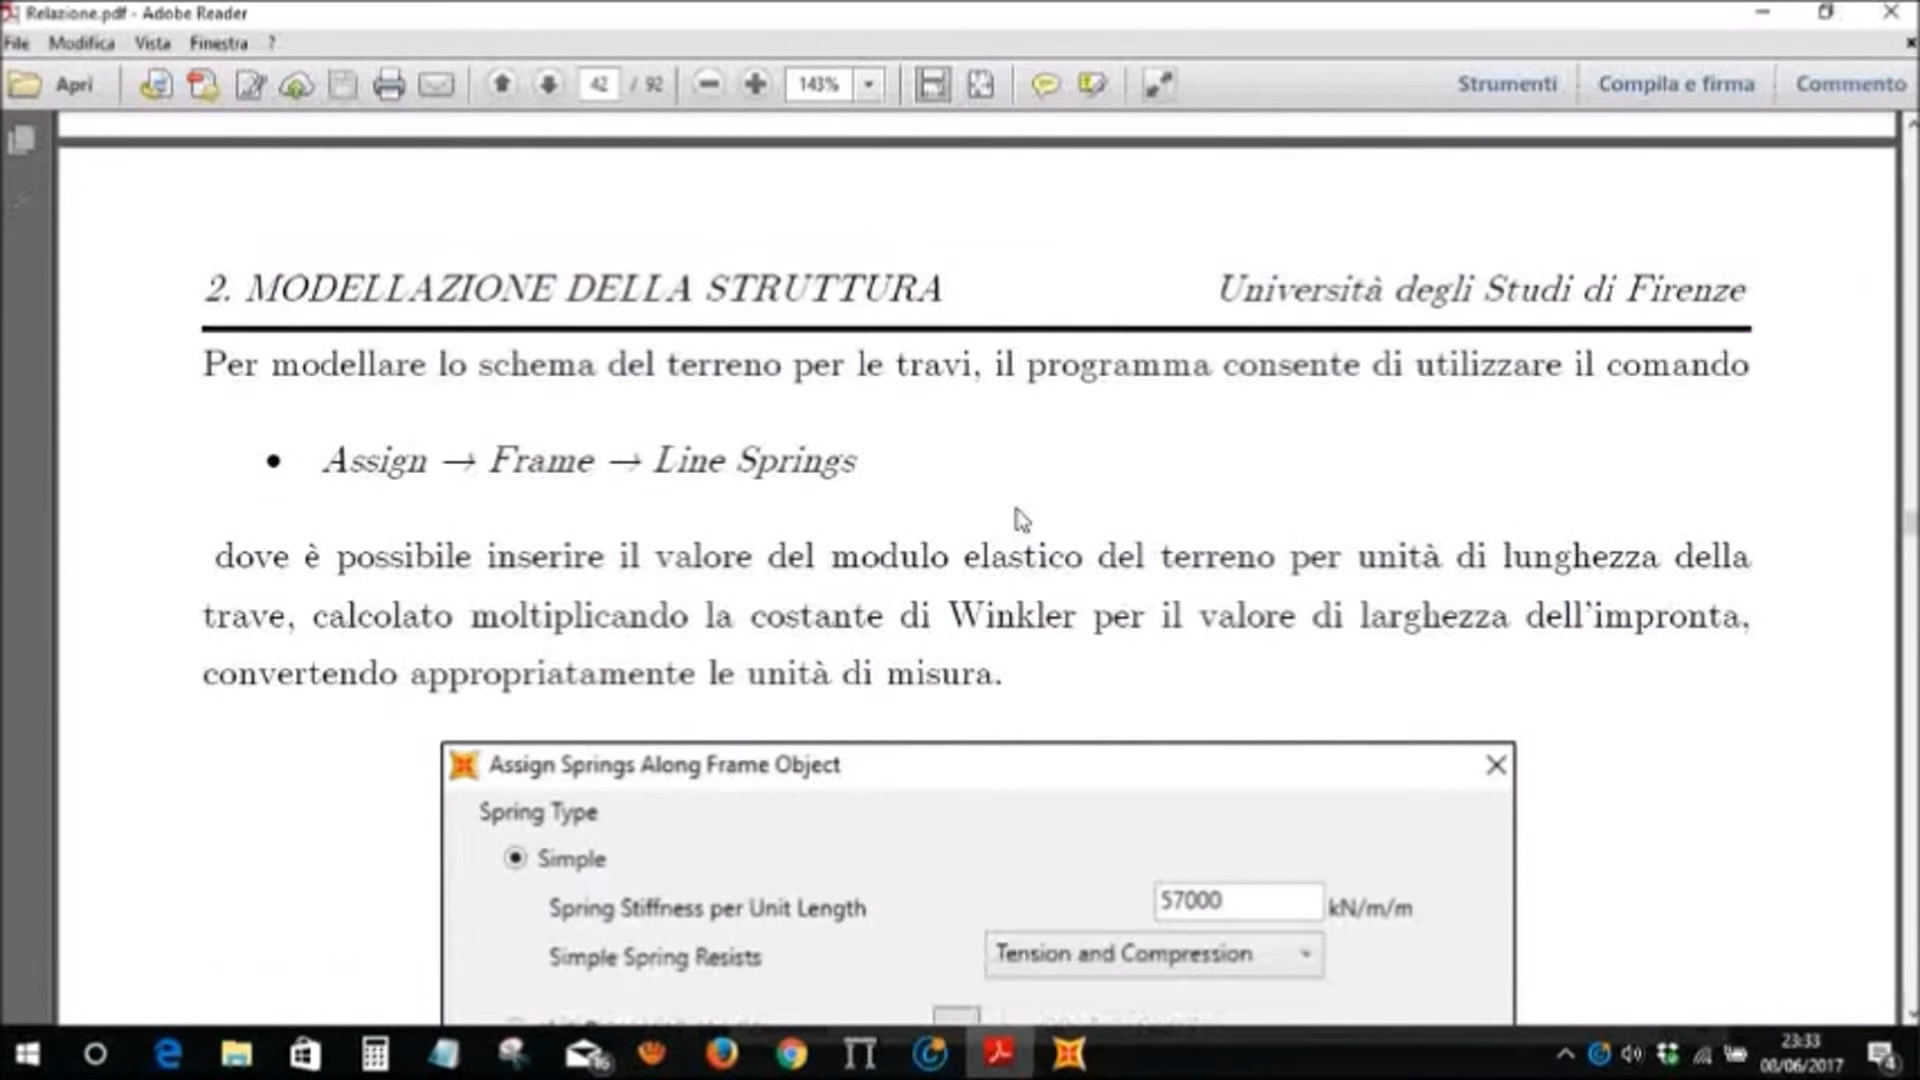 Relazione.pdf - Adobe Reader
File Modifica Vista Finestra ?
Apri 42 / 92 143% Strumenti Compila e firma Commento
2. MODELLAZIONE DELLA STRUTTURA Università degli Studi di Firenze
Per modellare lo schema del terreno per le travi, il programma consente di utilizzare il comando
• Assign → Frame → Line Springs
dove è possibile inserire il valore del modulo elastico del terreno per unità di lunghezza della
trave, calcolato moltiplicando la costante di Winkler per il valore di larghezza dell'impronta,
convertendo appropriatamente le unità di misura.
Assign Springs Along Frame Object
Spring Type
Simple
Spring Stiffness per Unit Length 57000 kN/m/m
Simple Spring Resists Tension and Compression
23:33
08/06/2017